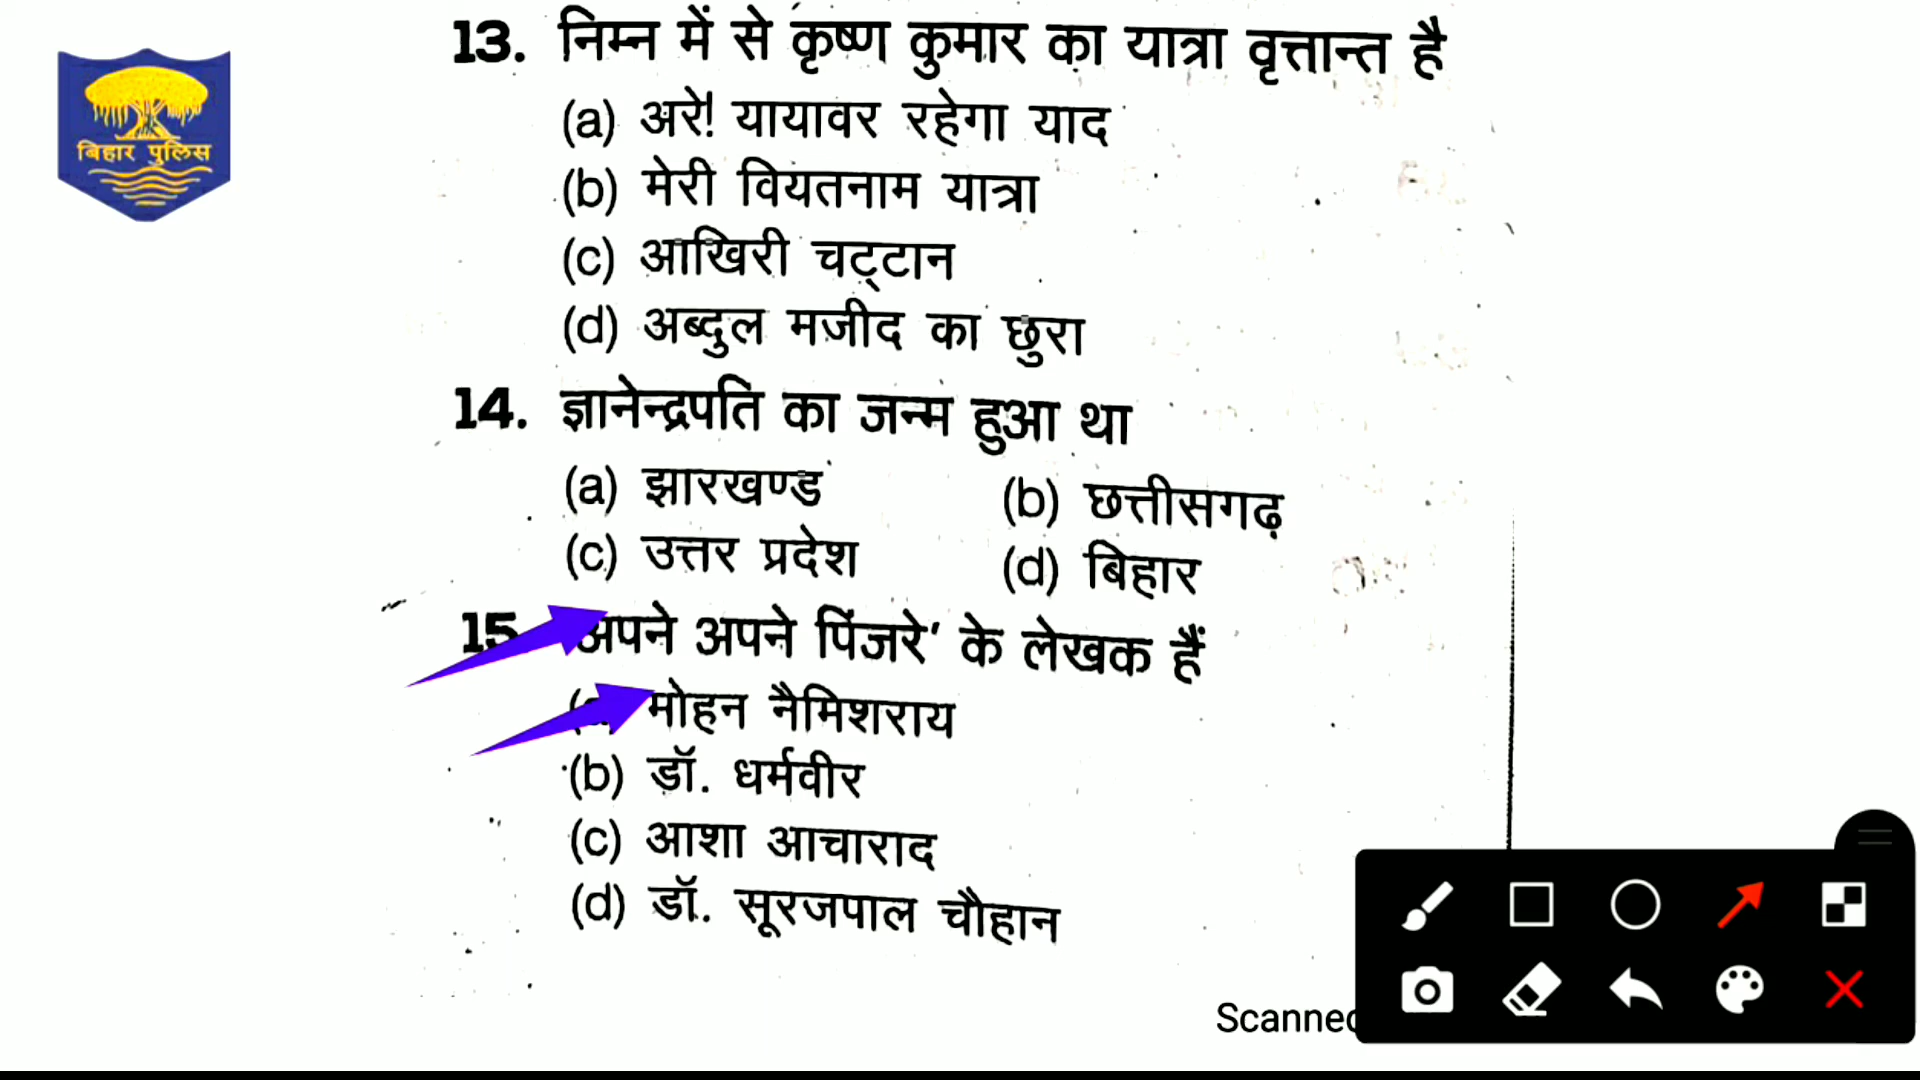 बिहार पुलिस
13. निम्न में से कृष्ण कुमार का यात्रा वृत्तान्त है
(a) अरे! यायावर रहेगा याद
(b) मेरी वियतनाम यात्रा
(c) आखिरी चट्टान
(d) अब्दुल मजीद का छुरा
14. ज्ञानेन्द्रपति का जन्म हुआ था
(a) झारखण्ड (b) छत्तीसगढ़
(c) उत्तर प्रदेश (d) बिहार
15 अपने अपने पिंजरे' के लेखक हैं
(a) मोहन नैमिशराय
(b) डॉ. धर्मवीर
(c) आशा आचाराद
(d) डॉ. सूरजपाल चौहान